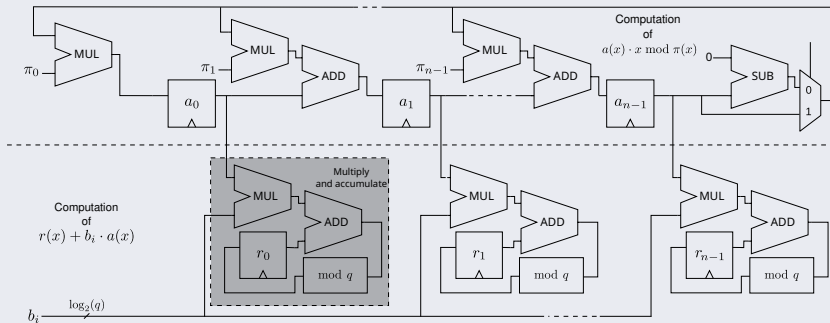 Computation
of
a(x) · x mod π(x)
MUL
π₀
a₀
MUL
π₁
ADD
a₁
MUL
πₙ₋₁
ADD
aₙ₋₁
0
SUB
0
1
Computation
of
r(x) + bᵢ · a(x)
Multiply
and accumulate
MUL
ADD
r₀
mod q
MUL
ADD
r₁
mod q
MUL
ADD
rₙ₋₁
mod q
log₂(q)
bᵢ